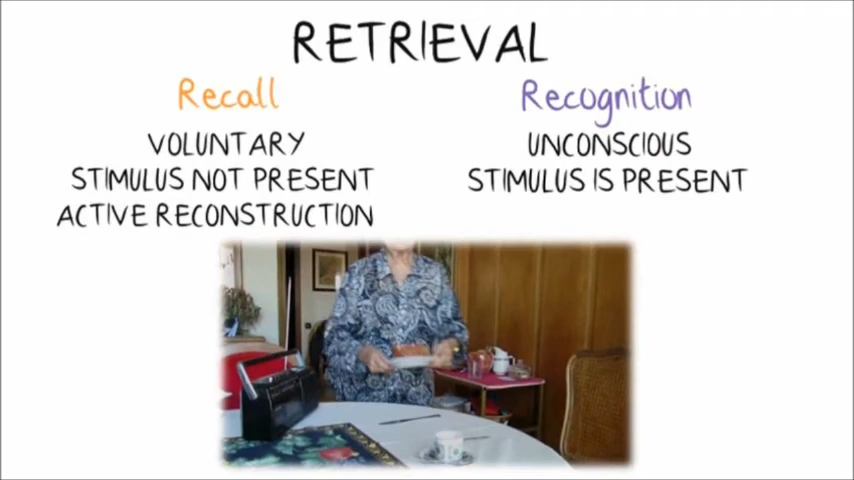 RETRIEVAL
Recall
VOLUNTARY
STIMULUS NOT PRESENT
ACTIVE RECONSTRUCTION
Recognition
UNCONSCIOUS
STIMULUS IS PRESENT